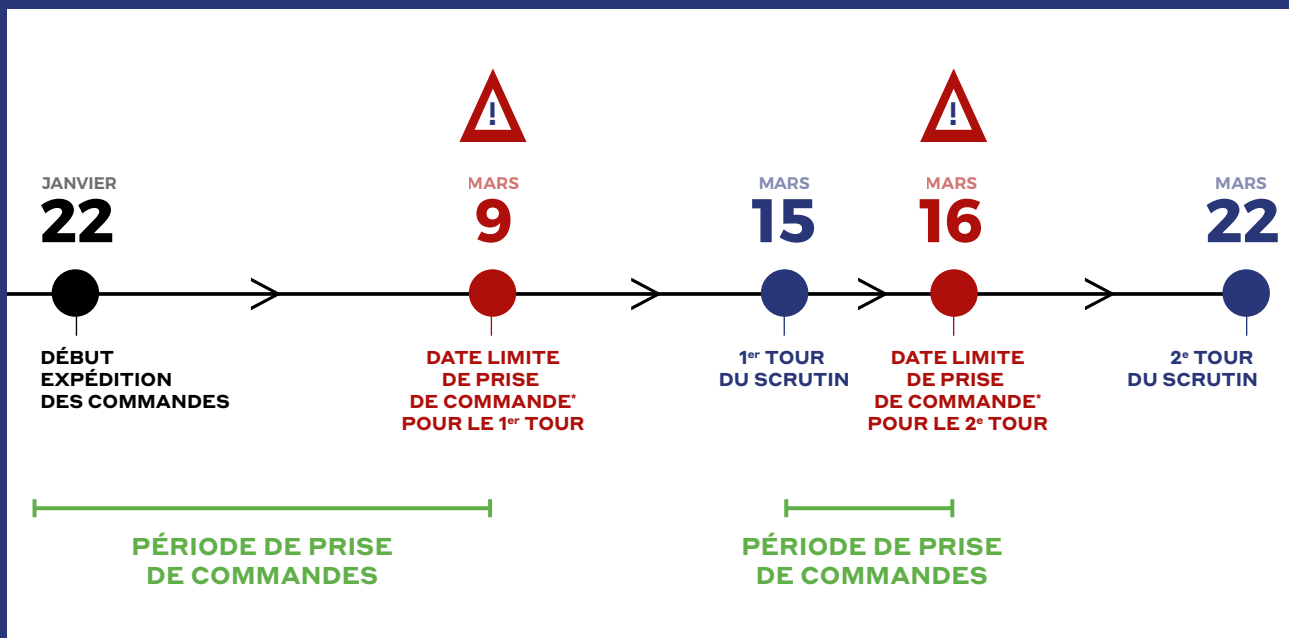 !
!
JANVIER
22
MARS
9
MARS
15
MARS
16
MARS
22
DÉBUT
EXPÉDITION
DES COMMANDES
DATE LIMITE
DE PRISE
DE COMMANDE*
POUR LE 1er TOUR
1er TOUR
DU SCRUTIN
DATE LIMITE
DE PRISE
DE COMMANDE*
POUR LE 2e TOUR
2e TOUR
DU SCRUTIN
PÉRIODE DE PRISE
DE COMMANDES
PÉRIODE DE PRISE
DE COMMANDES